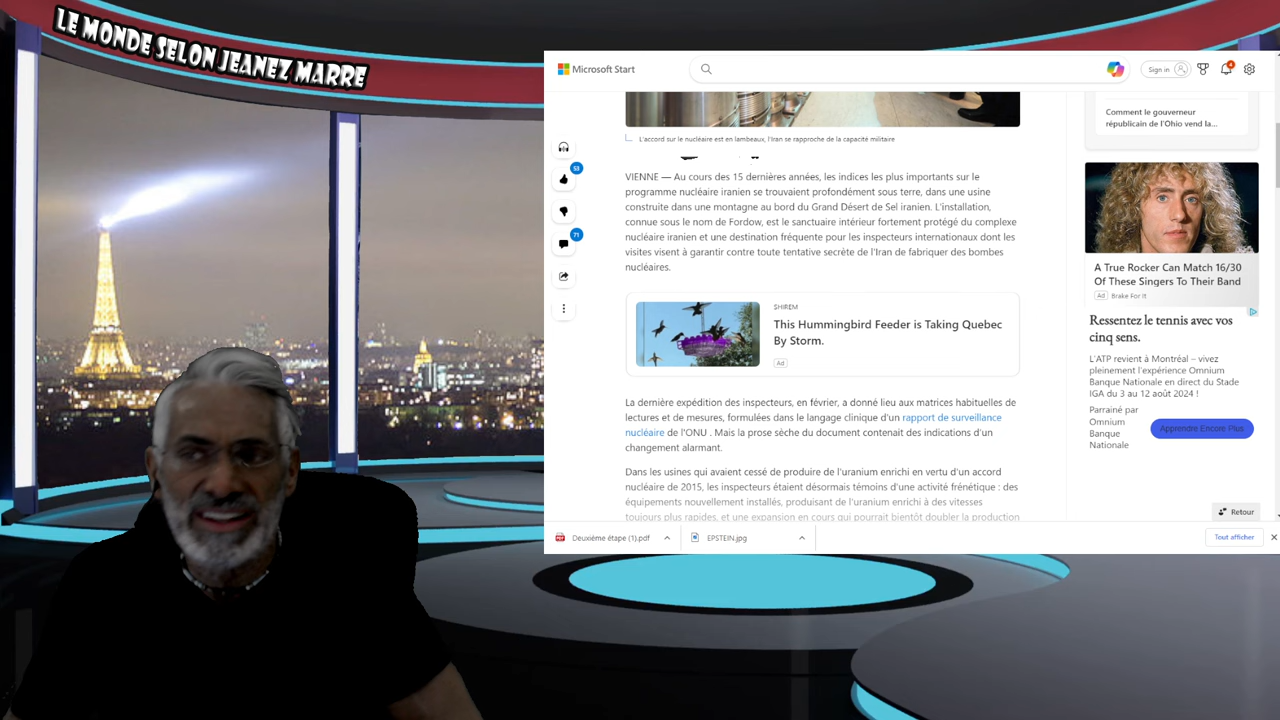 LE MONDE SELON JEANEZ MARRE
Microsoft Start
Sign in
4
L'accord sur le nucléaire est en lambeaux, l'Iran se rapproche de la capacité militaire
53
71
VIENNE — Au cours des 15 dernières années, les indices les plus importants sur le
programme nucléaire iranien se trouvaient profondément sous terre, dans une usine
construite dans une montagne au bord du Grand Désert de Sel iranien. L'installation,
connue sous le nom de Fordow, est le sanctuaire intérieur fortement protégé du complexe
nucléaire iranien et une destination fréquente pour les inspecteurs internationaux dont les
visites visent à garantir contre toute tentative secrète de l'Iran de fabriquer des bombes
nucléaires.
SHIREM
This Hummingbird Feeder is Taking Quebec
By Storm.
Ad
La dernière expédition des inspecteurs, en février, a donné lieu aux matrices habituelles de
lectures et de mesures, formulées dans le langage clinique d'un rapport de surveillance
nucléaire de l'ONU . Mais la prose sèche du document contenait des indications d'un
changement alarmant.
Dans les usines qui avaient cessé de produire de l'uranium enrichi en vertu d'un accord
nucléaire de 2015, les inspecteurs étaient désormais témoins d'une activité frénétique : des
équipements nouvellement installés, produisant de l'uranium enrichi à des vitesses
toujours plus rapides, et une expansion en cours qui pourrait bientôt doubler la production
Comment le gouverneur
républicain de l'Ohio vend la...
A True Rocker Can Match 16/30
Of These Singers To Their Band
Ad Brake For It
Ressentez le tennis avec vos
cinq sens.
L'ATP revient à Montréal – vivez
pleinement l'expérience Omnium
Banque Nationale en direct du Stade
IGA du 3 au 12 août 2024 !
Parrainé par
Omnium
Banque
Nationale
Apprendre Encore Plus
Retour
Deuxième étape (1).pdf
EPSTEIN.jpg
Tout afficher